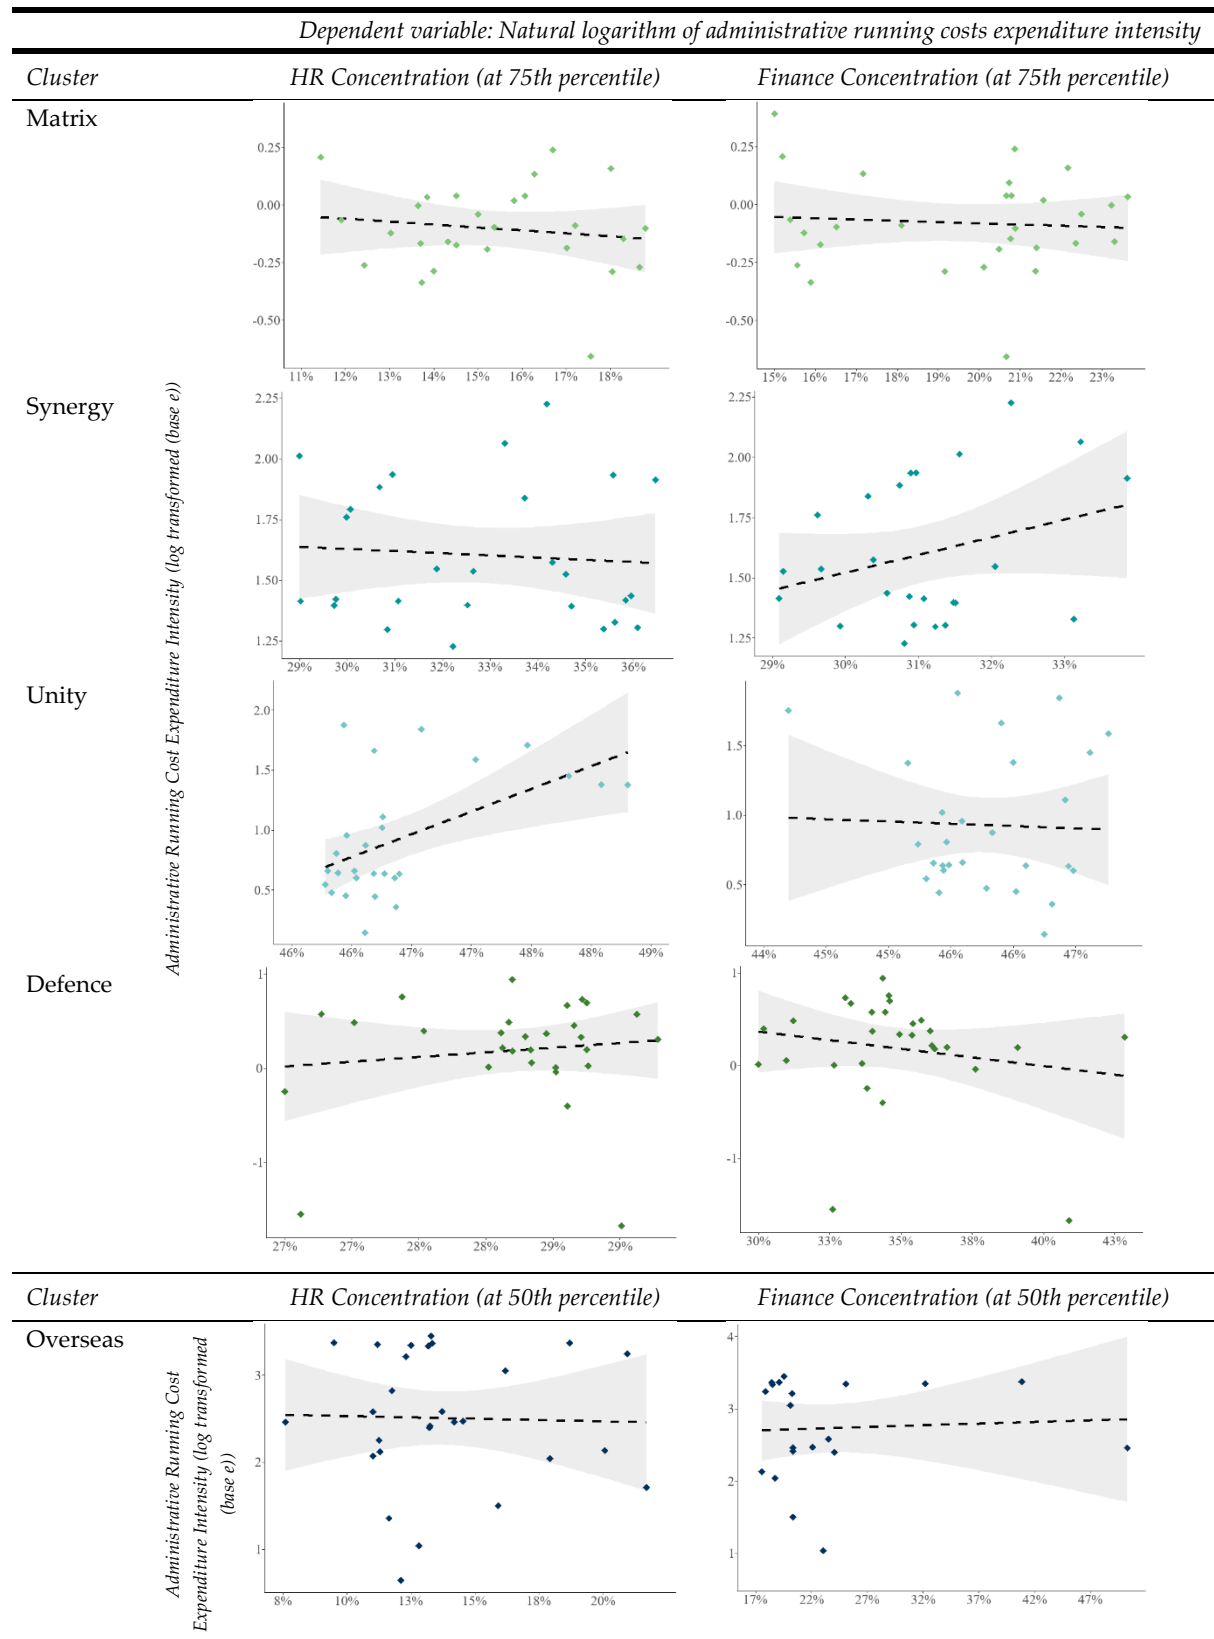 Dependent variable: Natural logarithm of administrative running costs expenditure intensity
Cluster HR Concentration (at 75th percentile) Finance Concentration (at 75th percentile)
Administrative Running Cost Expenditure Intensity (log transformed (base e))
Matrix
0.25
0.00
-0.25
-0.50
11% 12% 13% 14% 15% 16% 17% 18%
0.25
0.00
-0.25
-0.50
15% 16% 17% 18% 19% 20% 21% 22% 23%
Synergy
2.25
2.00
1.75
1.50
1.25
29% 30% 31% 32% 33% 34% 35% 36%
2.25
2.00
1.75
1.50
1.25
29% 30% 31% 32% 33%
Unity
2.0
1.5
1.0
0.5
46% 46% 47% 47% 48% 48% 49%
1.5
1.0
0.5
44% 45% 45% 46% 46% 47%
Defence
1
0
-1
27% 27% 28% 28% 29% 29%
1
0
-1
30% 33% 35% 38% 40% 43%
Cluster HR Concentration (at 50th percentile) Finance Concentration (at 50th percentile)
Overseas
Administrative Running Cost
Expenditure Intensity (log transformed
(base e))
3
2
1
8% 10% 13% 15% 18% 20%
4
3
2
1
17% 22% 27% 32% 37% 42% 47%